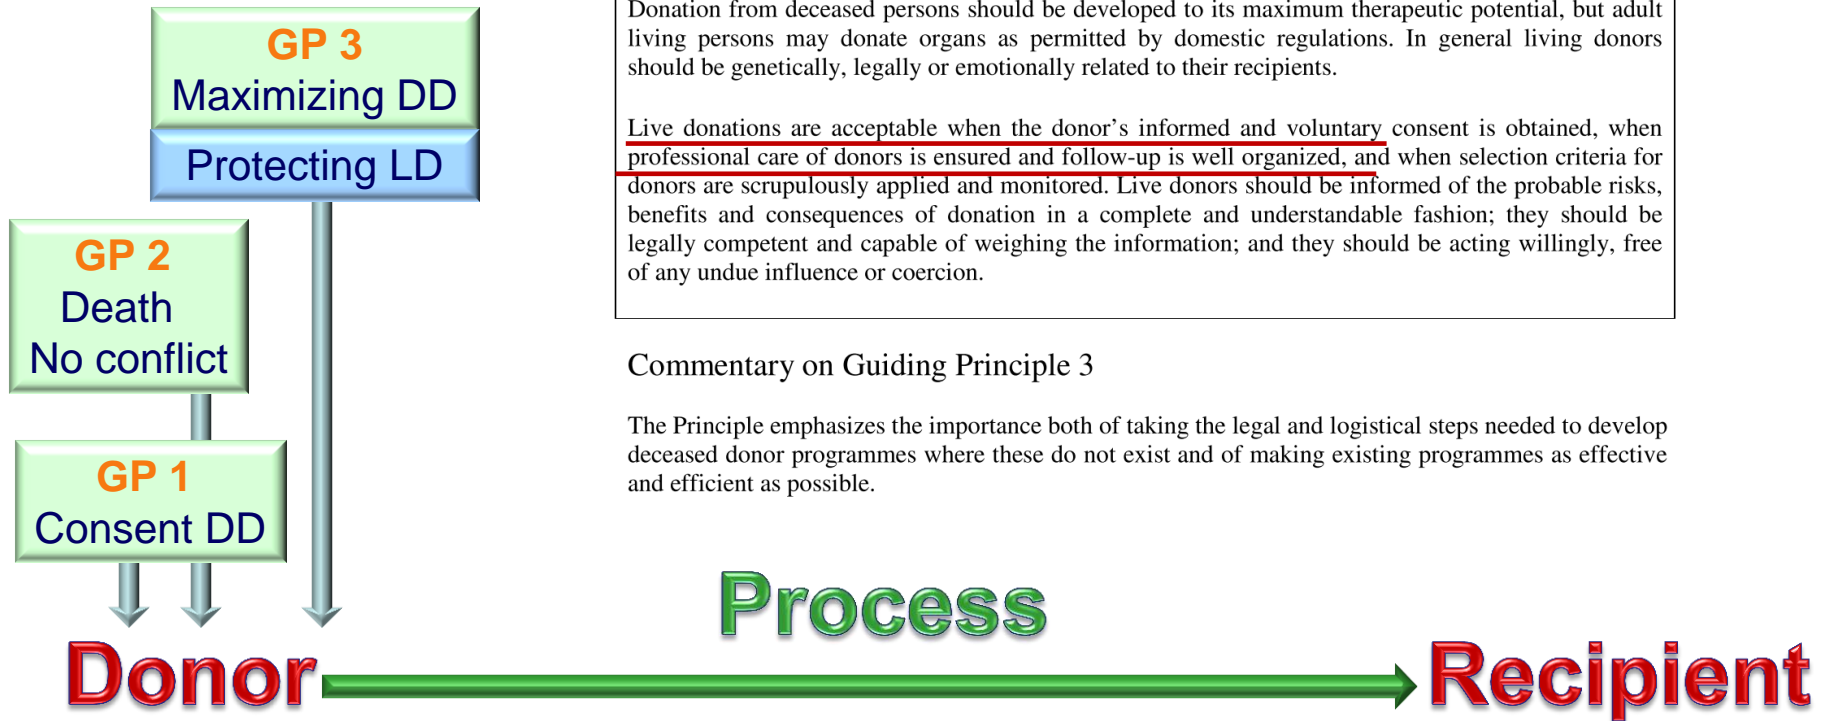 GP 3
Maximizing DD
Protecting LD
GP 2
Death
No conflict
GP 1
Consent DD
Donation from deceased persons should be developed to its maximum therapeutic potential, but adult
living persons may donate organs as permitted by domestic regulations. In general living donors
should be genetically, legally or emotionally related to their recipients.
Live donations are acceptable when the donor’s informed and voluntary consent is obtained, when
professional care of donors is ensured and follow-up is well organized, and when selection criteria for
donors are scrupulously applied and monitored. Live donors should be informed of the probable risks,
benefits and consequences of donation in a complete and understandable fashion; they should be
legally competent and capable of weighing the information; and they should be acting willingly, free
of any undue influence or coercion.
Commentary on Guiding Principle 3
The Principle emphasizes the importance both of taking the legal and logistical steps needed to develop
deceased donor programmes where these do not exist and of making existing programmes as effective
and efficient as possible.
Process
Donor
Recipient